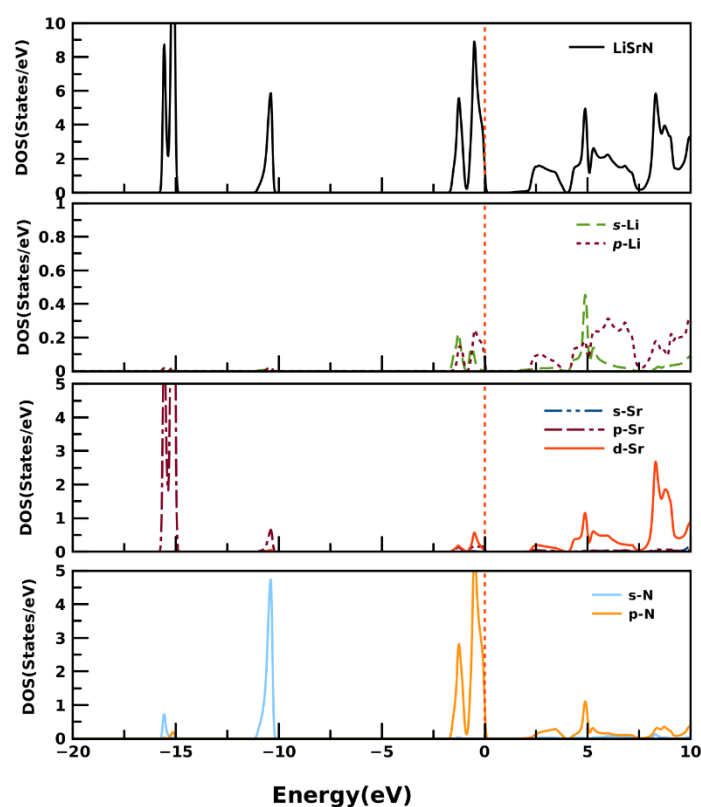 10
8
6
4
2
0
DOS(States/eV)
LiSrN
1
0.8
0.6
0.4
0.2
0
DOS(States/eV)
s-Li
p-Li
5
4
3
2
1
0
DOS(States/eV)
s-Sr
p-Sr
d-Sr
5
4
3
2
1
0
DOS(States/eV)
s-N
p-N
−20 −15 −10 −5 0 5 10
Energy(eV)